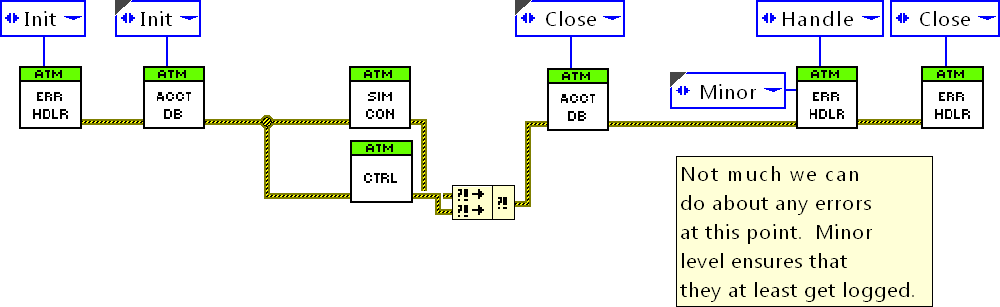 Init
Init
Close
Handle
Close
ATM
ERR
HDLR
ATM
ACCT
DB
ATM
SIM
CON
ATM
ACCT
DB
Minor
ATM
ERR
HDLR
ATM
ERR
HDLR
ATM
CTRL
?!
?!
?!
Not much we can
do about any errors
at this point. Minor
level ensures that
they at least get logged.